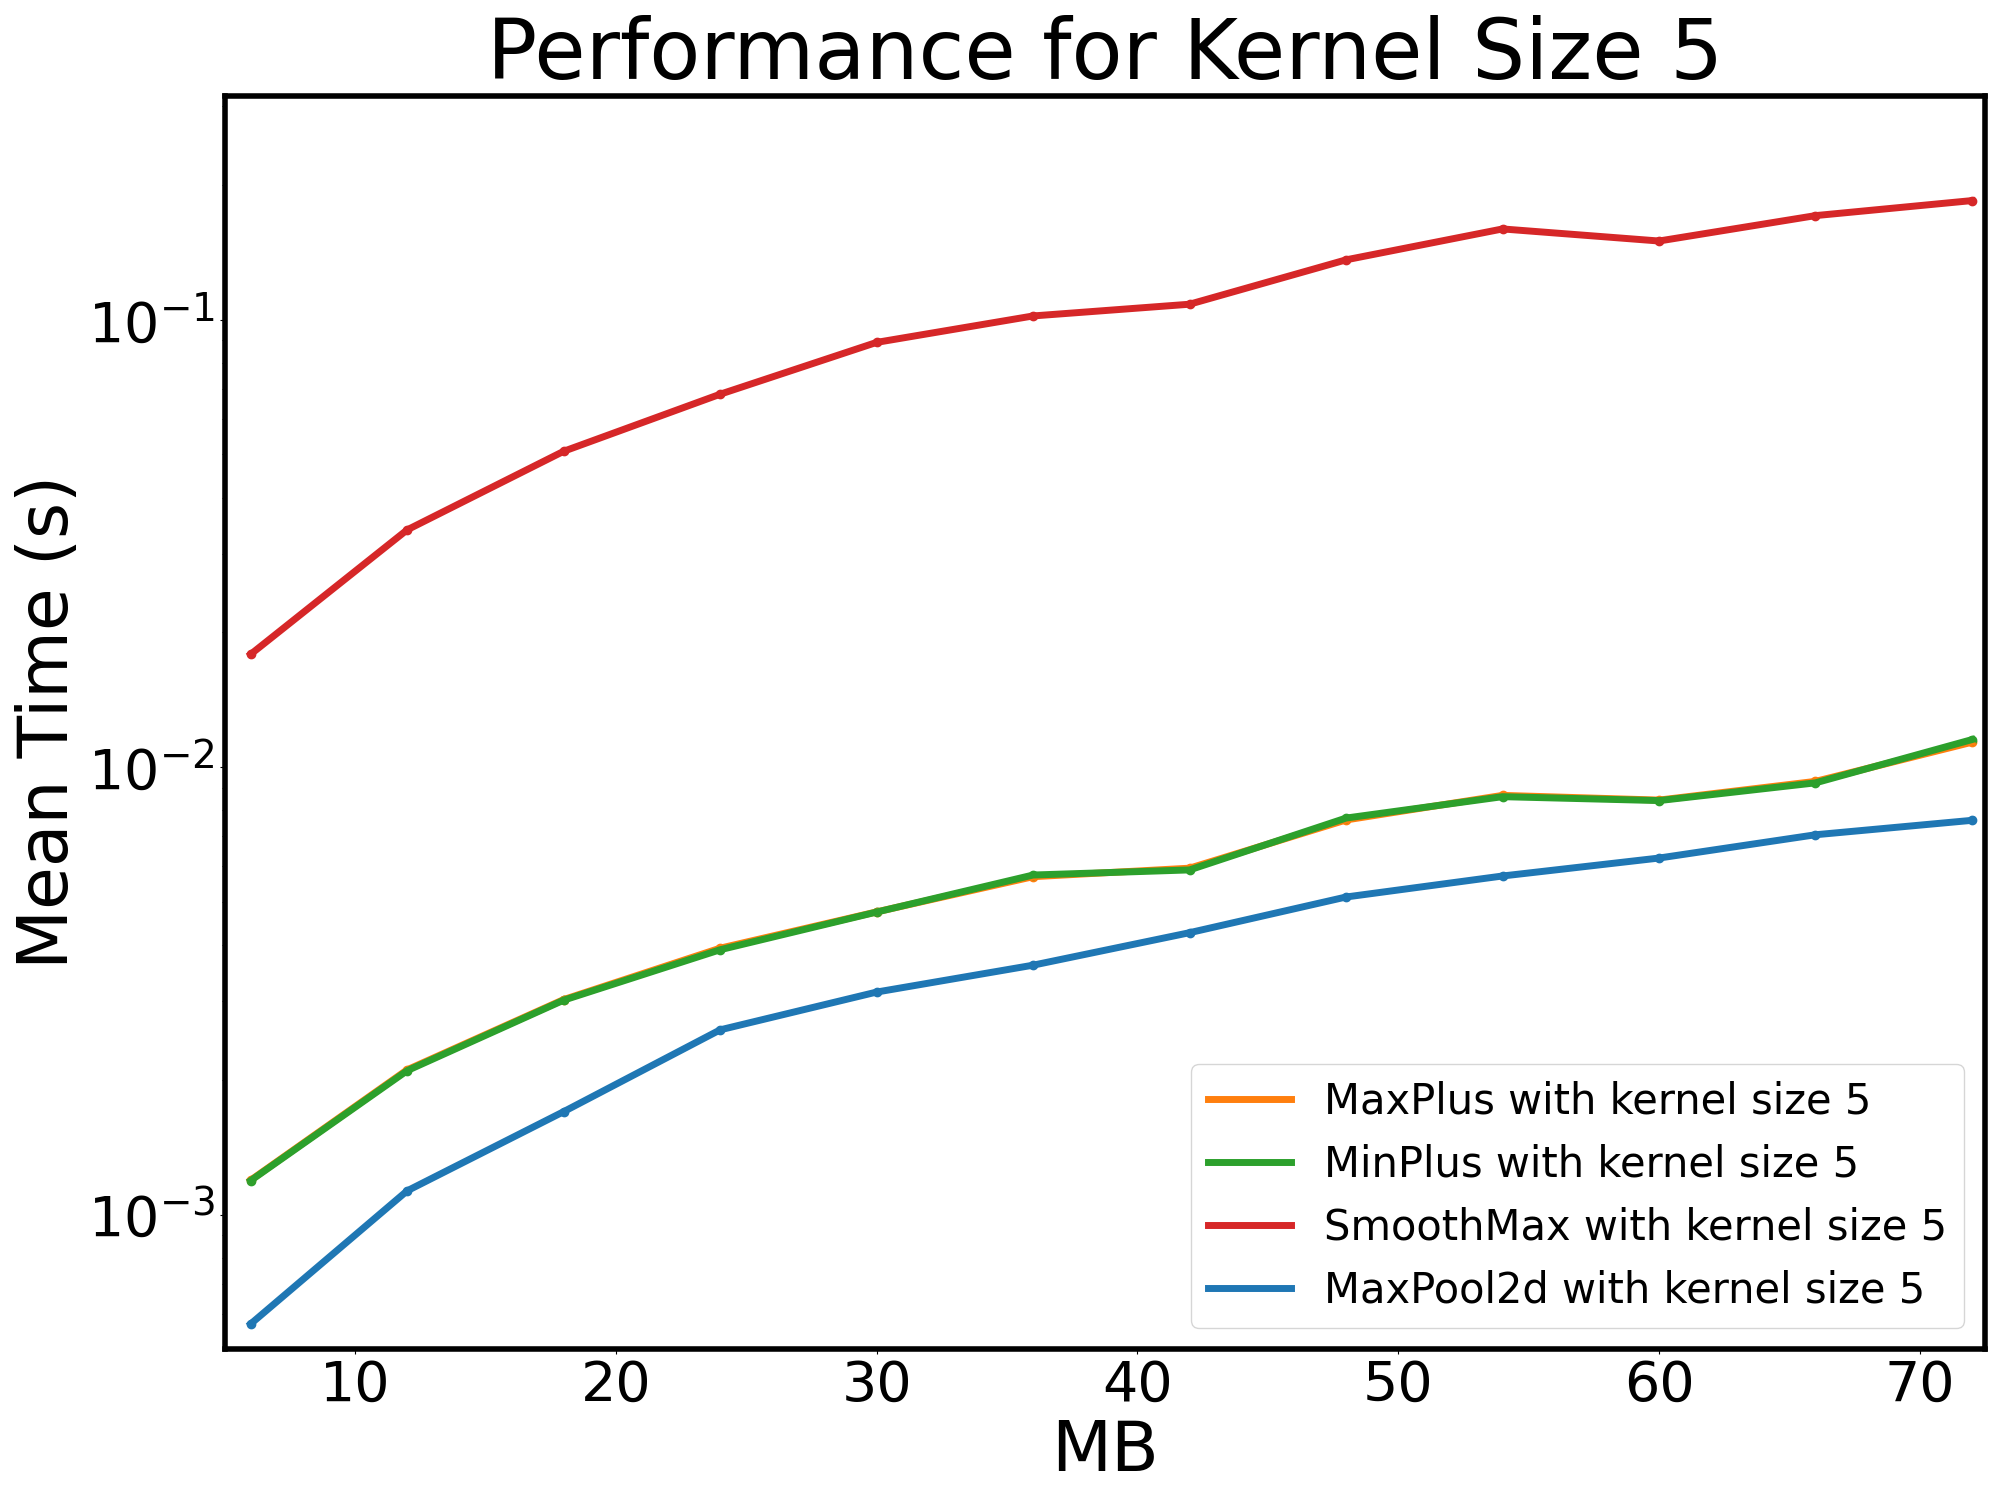 Performance for Kernel Size 5
Mean Time (s)
10⁻¹
10⁻²
10⁻³
MaxPlus with kernel size 5
MinPlus with kernel size 5
SmoothMax with kernel size 5
MaxPool2d with kernel size 5
10 20 30 40 50 60 70
MB